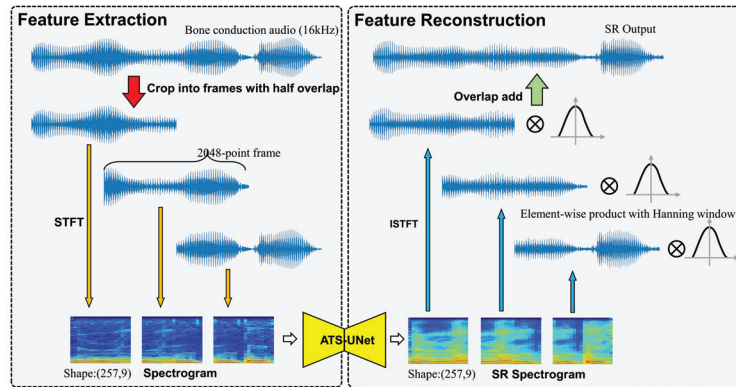 Feature Extraction
Bone conduction audio (16kHz)
Crop into frames with half overlap
2048-point frame
STFT
Shape:(257,9)
Spectrogram
ATS-UNet
Feature Reconstruction
SR Output
Overlap add
ISTFT
Element-wise product with Hanning window
Shape:(257,9)
SR Spectrogram